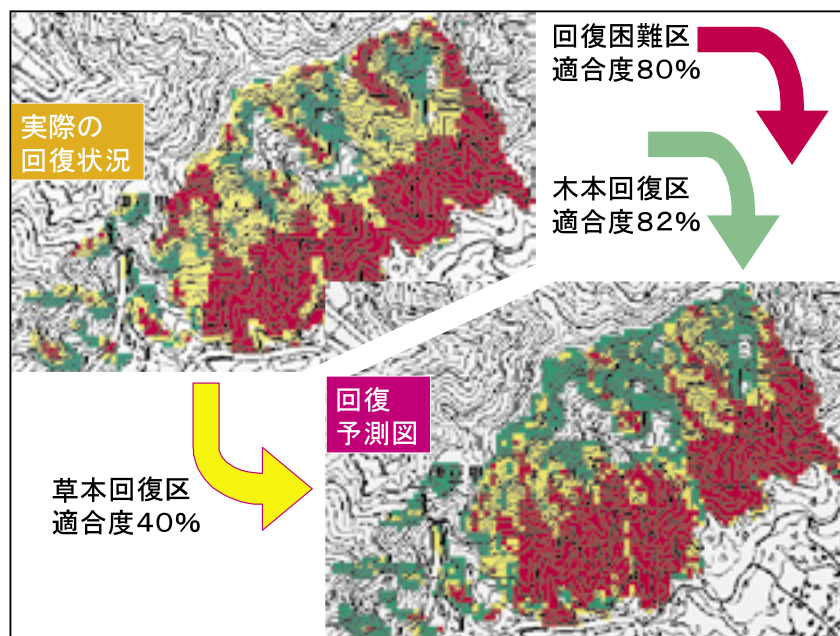 実際の
回復状況
回復困難区
適合度80%
木本回復区
適合度82%
回復
予測図
草本回復区
適合度40%